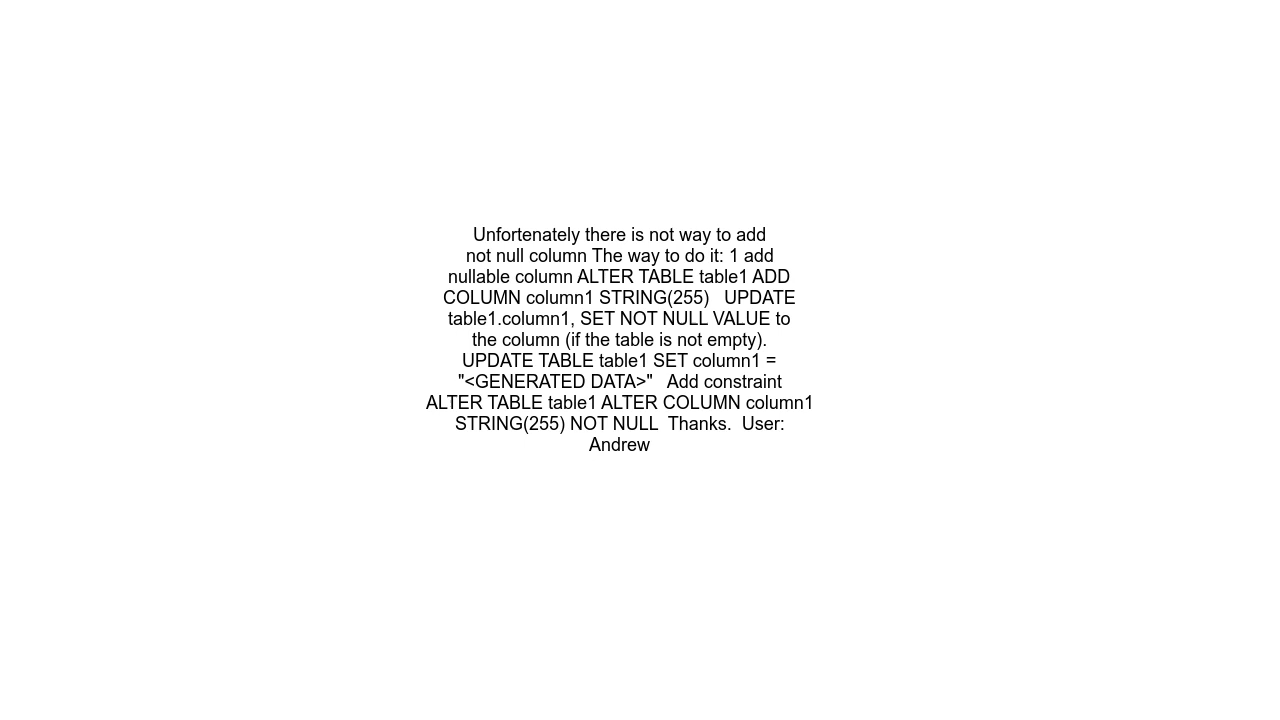 Unfortenately there is not way to add
not null column The way to do it: 1 add
nullable column ALTER TABLE table1 ADD
COLUMN column1 STRING(255)   UPDATE
table1.column1, SET NOT NULL VALUE to
the column (if the table is not empty).
UPDATE TABLE table1 SET column1 =
"<GENERATED DATA>"   Add constraint
ALTER TABLE table1 ALTER COLUMN column1
STRING(255) NOT NULL  Thanks.  User:
Andrew